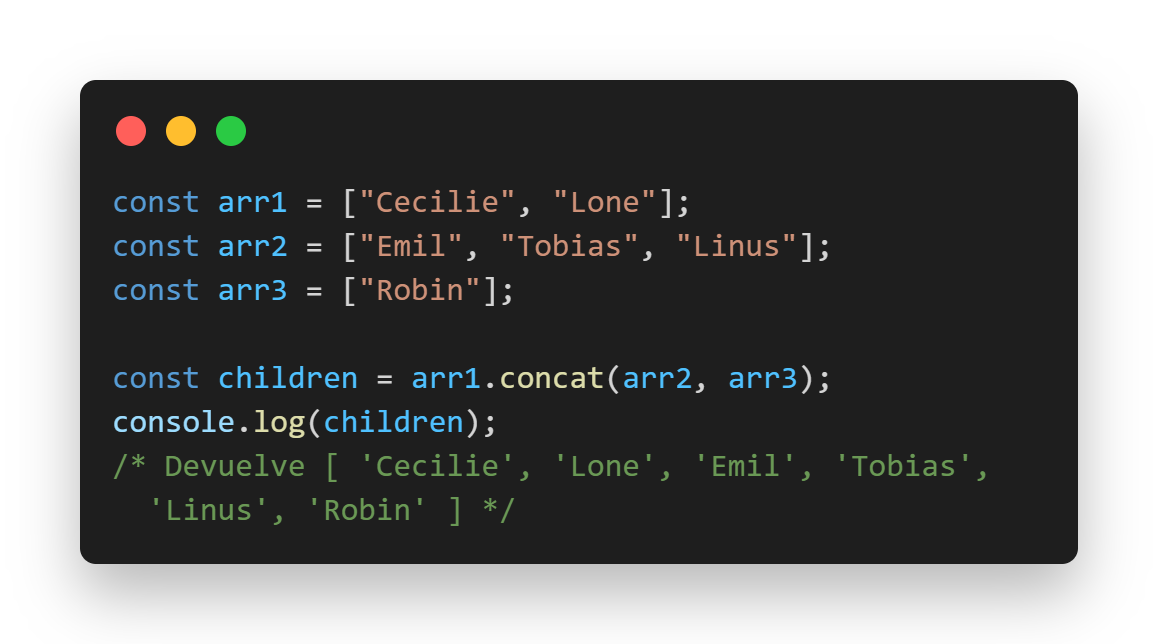 const arr1 = ["Cecilie", "Lone"];
const arr2 = ["Emil", "Tobias", "Linus"];
const arr3 = ["Robin"];

const children = arr1.concat(arr2, arr3);
console.log(children);
/* Devuelve [ 'Cecilie', 'Lone', 'Emil', 'Tobias',
  'Linus', 'Robin' ] */